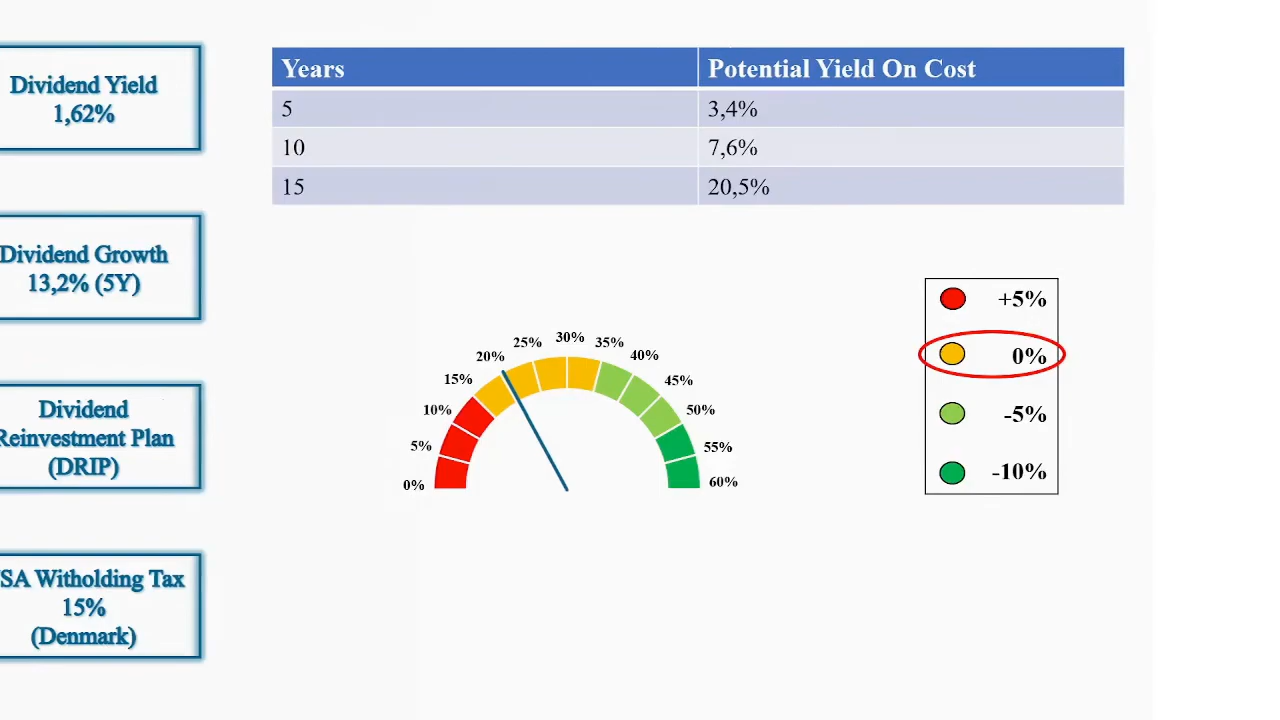 Dividend Yield
1,62%
Dividend Growth
13,2% (5Y)
Dividend
Reinvestment Plan
(DRIP)
SA Witholding Tax
15%
(Denmark)
Years Potential Yield On Cost
5 3,4%
10 7,6%
15 20,5%
0%
5%
10%
15%
20%
25%
30%
35%
40%
45%
50%
55%
60%
+5%
0%
-5%
-10%